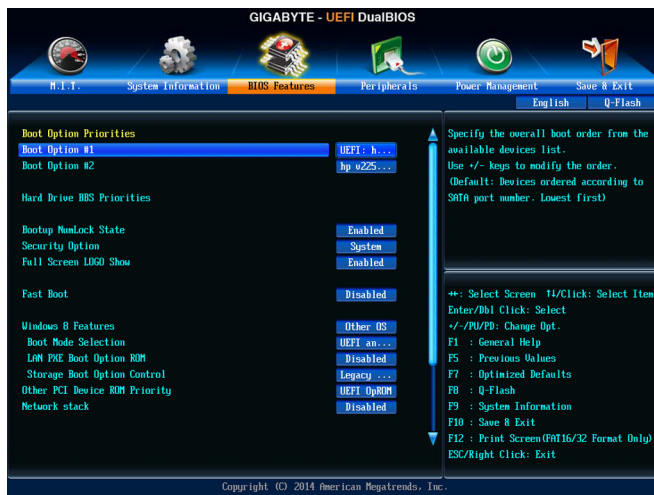 GIGABYTE - UEFI DualBIOS
M.I.T. System Information BIOS Features Peripherals Power Management Save & Exit
English Q-Flash
Boot Option Priorities
Boot Option #1 UEFI: h...
Boot Option #2 hp v225...
Hard Drive BBS Priorities
Bootup NumLock State Enabled
Security Option System
Full Screen LOGO Show Enabled
Fast Boot Disabled
Windows 8 Features Other OS
Boot Mode Selection UEFI an...
LAN PXE Boot Option ROM Disabled
Storage Boot Option Control Legacy ...
Other PCI Device ROM Priority UEFI OpROM
Network stack Disabled
Specify the overall boot order from the
available devices list.
Use +/- keys to modify the order.
(Default: Devices ordered according to
SATA port number. Lowest first)
↔: Select Screen ↑↓/Click: Select Item
Enter/Dbl Click: Select
+/-/PU/PD: Change Opt.
F1 : General Help
F5 : Previous Values
F7 : Optimized Defaults
F8 : Q-Flash
F9 : System Information
F10 : Save & Exit
F12 : Print Screen(FAT16/32 Format Only)
ESC/Right Click: Exit
Copyright (C) 2014 American Megatrends, Inc.